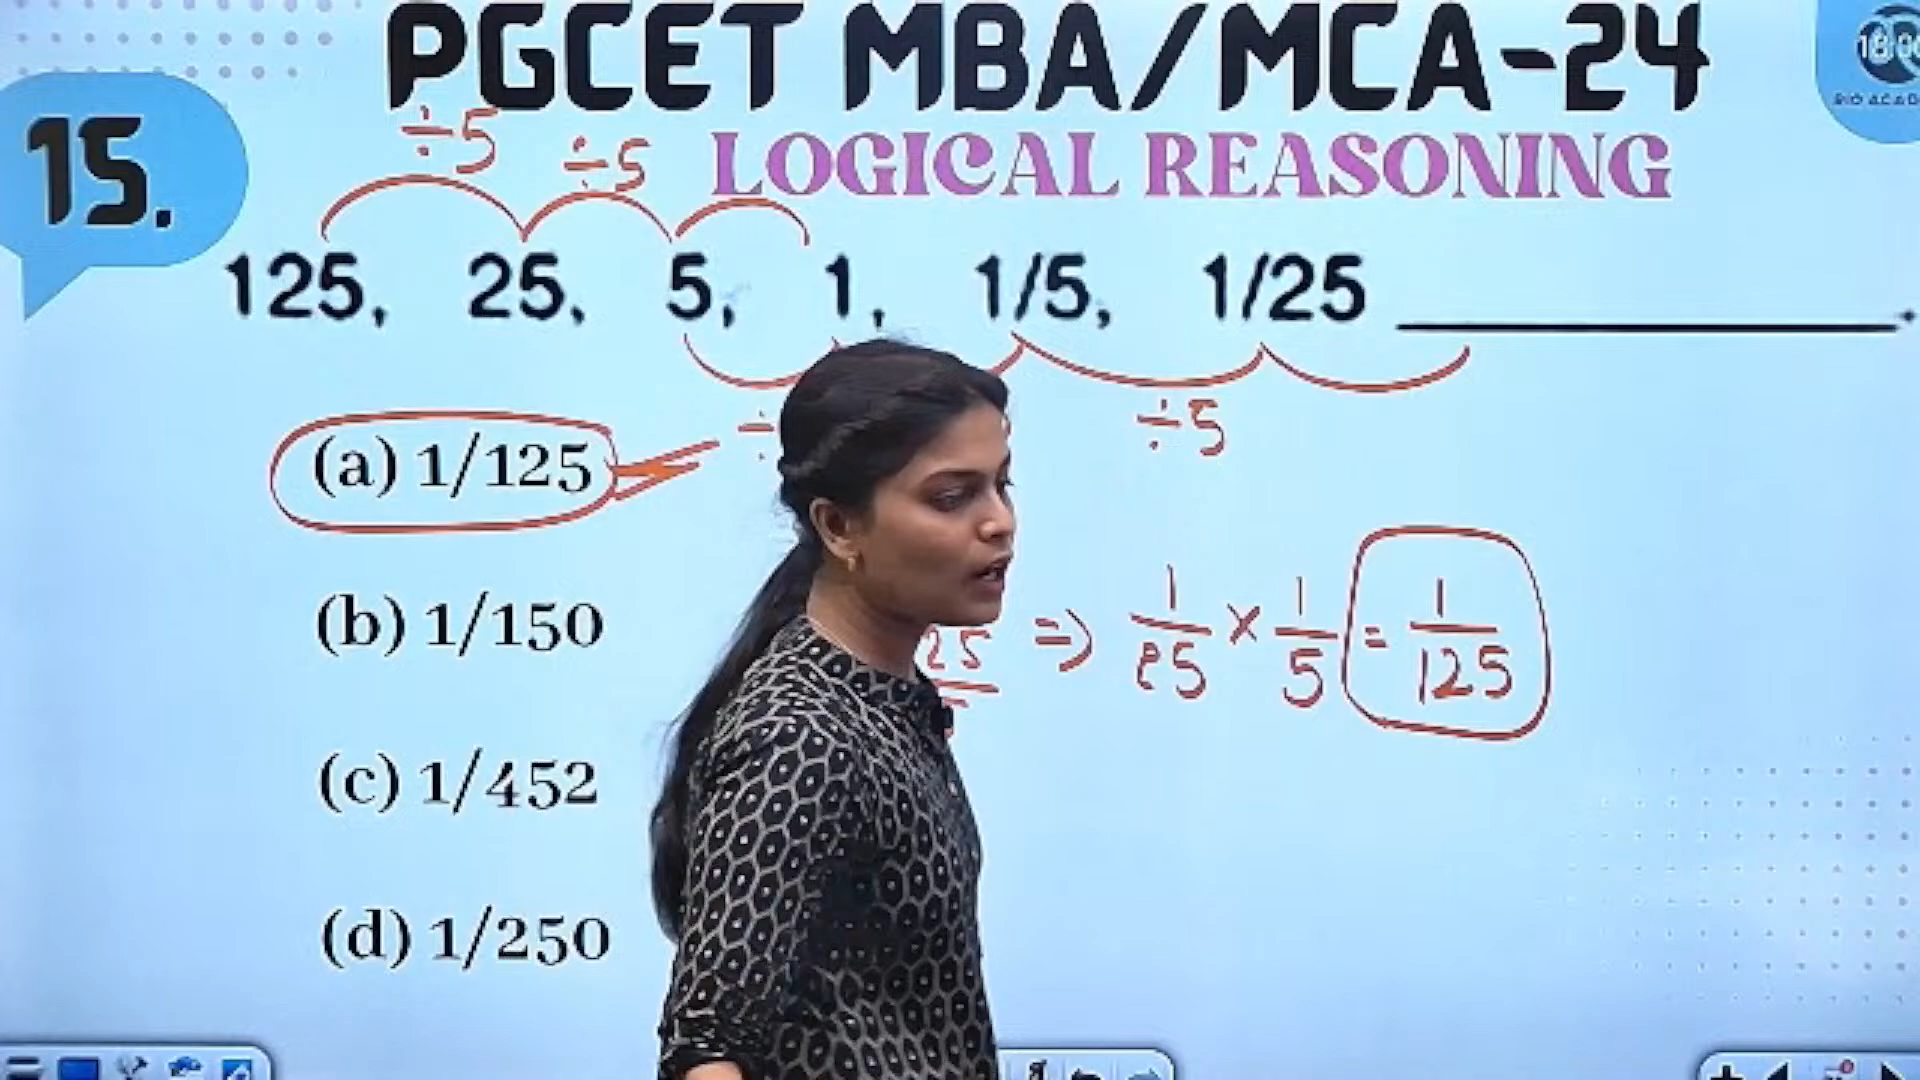 PGCET MBA/MCA-24
15.
÷5 ÷5
LOGICAL REASONING
125, 25, 5, 1, 1/5, 1/25 __________.
÷5
(a) 1/125
(b) 1/150
25 ⇒ 1/25 × 1/5 = 1/125
(c) 1/452
(d) 1/250